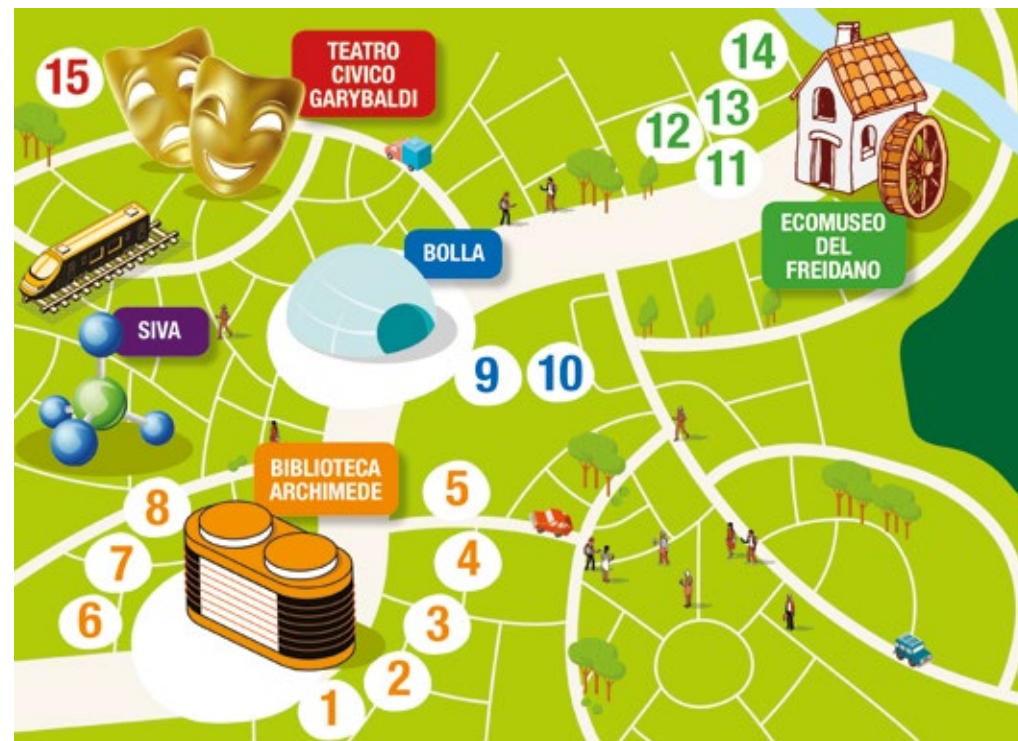 15
TEATRO
CIVICO
GARYBALDI
14
13
12
11
ECOMUSEO
DEL
FREIDANO
BOLLA
SIVA
9 10
BIBLIOTECA
ARCHIMEDE
5
8
4
7
3
6
2
1